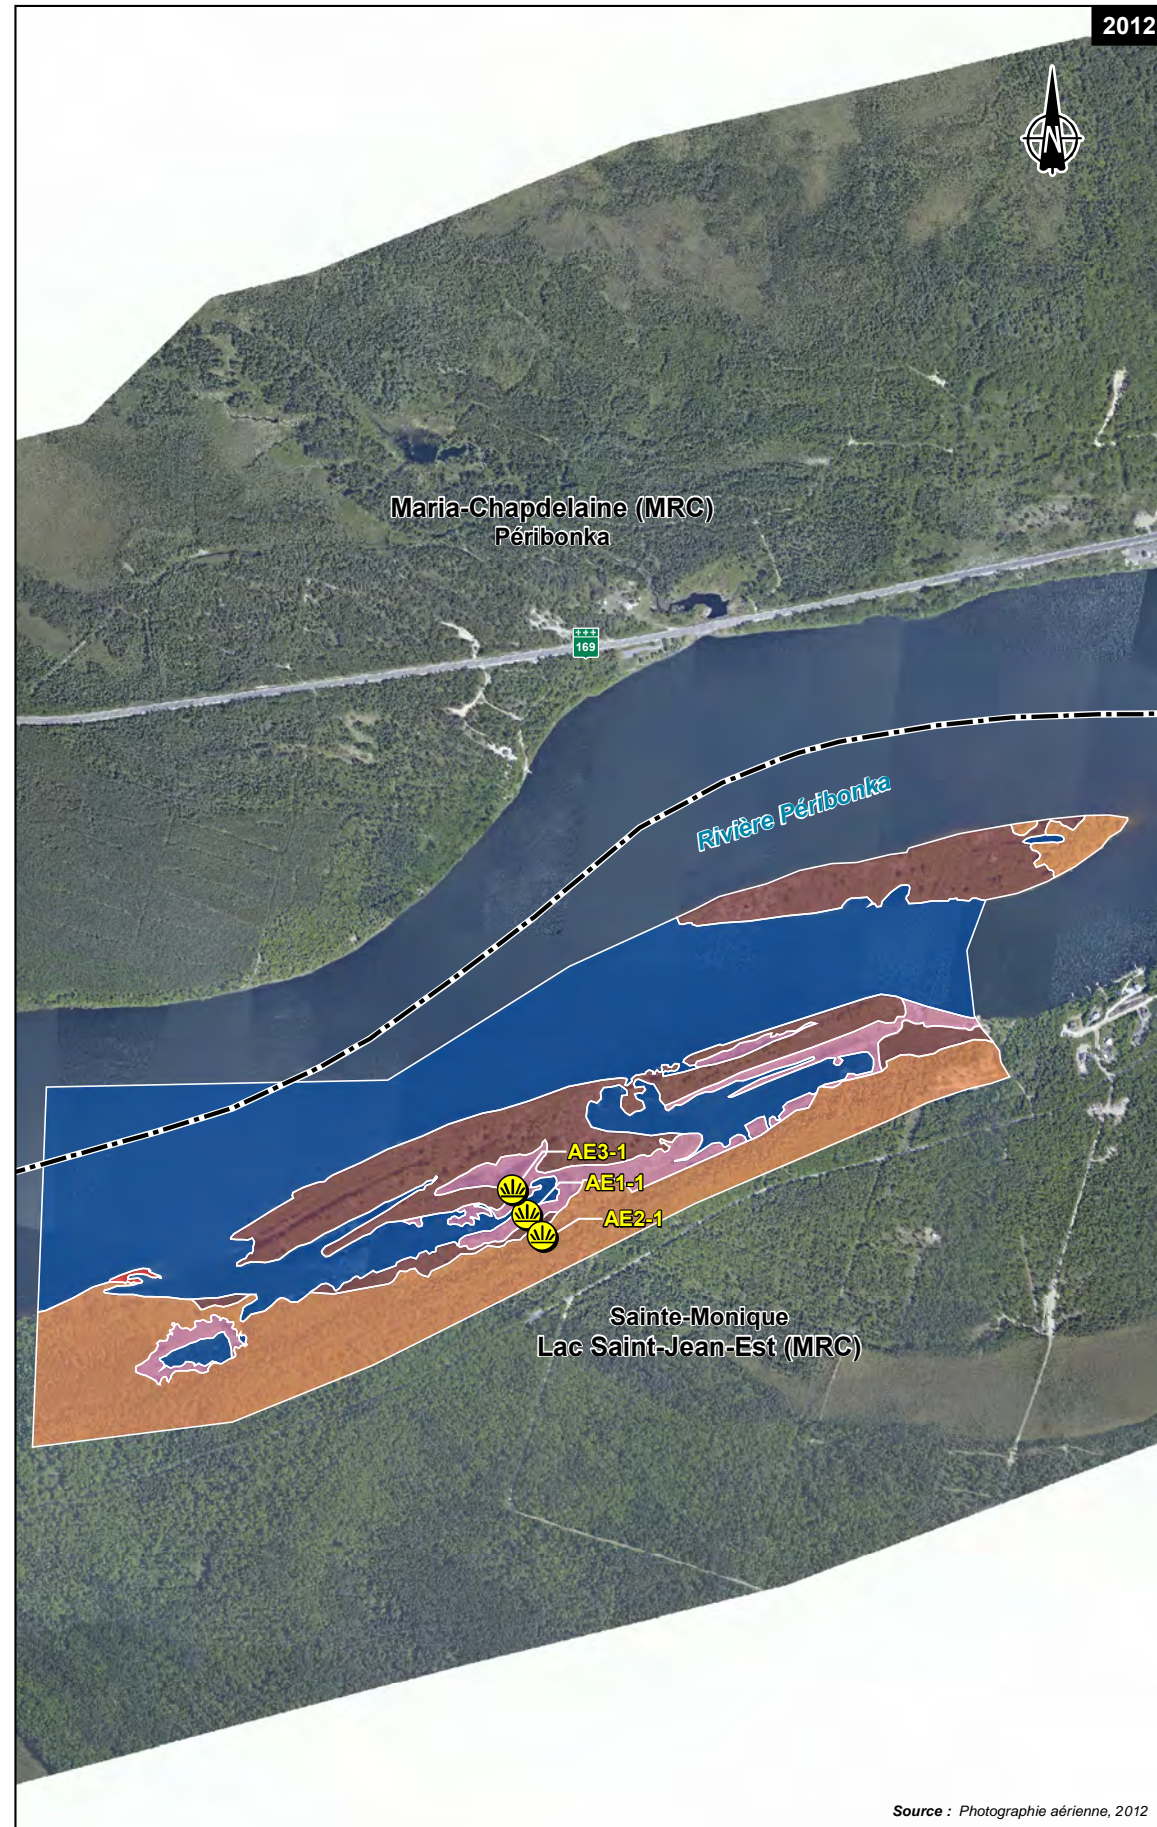 2012
N
Maria-Chapdelaine (MRC)
Péribonka
169
Rivière Péribonka
AE3-1
AE1-1
AE2-1
Sainte-Monique
Lac Saint-Jean-Est (MRC)
Source : Photographie aérienne, 2012